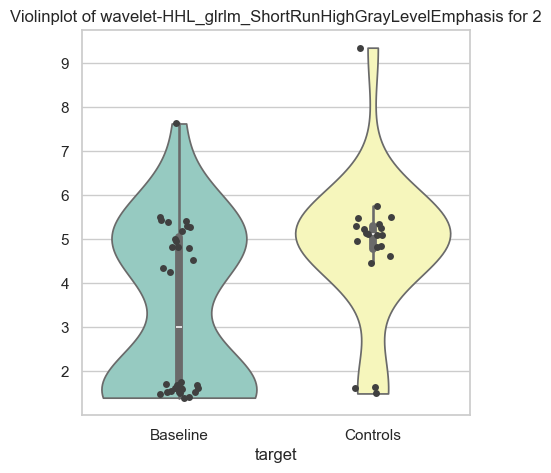 Violinplot of wavelet-HHL_glrlm_ShortRunHighGrayLevelEmphasis for 2
9
8
7
6
5
4
3
2
Baseline Controls
target